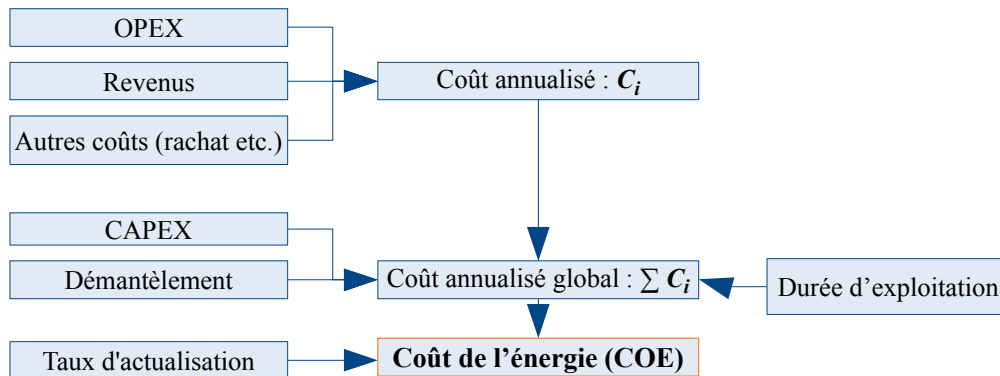 OPEX
Revenus
Coût annualisé : Ci
Autres coûts (rachat etc.)
CAPEX
Démantèlement
Coût annualisé global : ∑ Ci
Durée d’exploitation
Taux d'actualisation
Coût de l’énergie (COE)